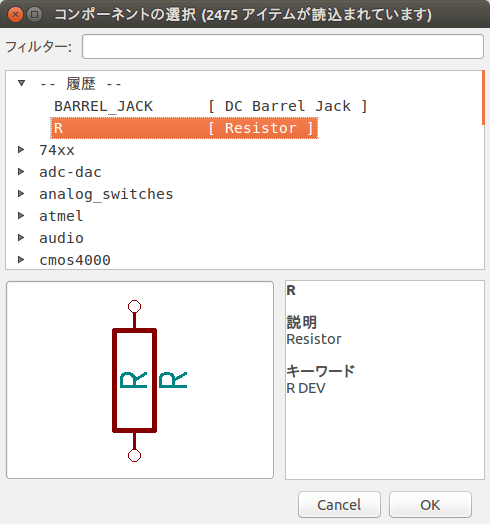 コンポーネントの選択 (2475 アイテムが読込まれています)
フィルター:
-- 履歴 --
BARREL_JACK [ DC Barrel Jack ]
R [ Resistor ]
74xx
adc-dac
analog_switches
atmel
audio
cmos4000
R R
R
説明
Resistor
キーワード
R DEV
Cancel OK